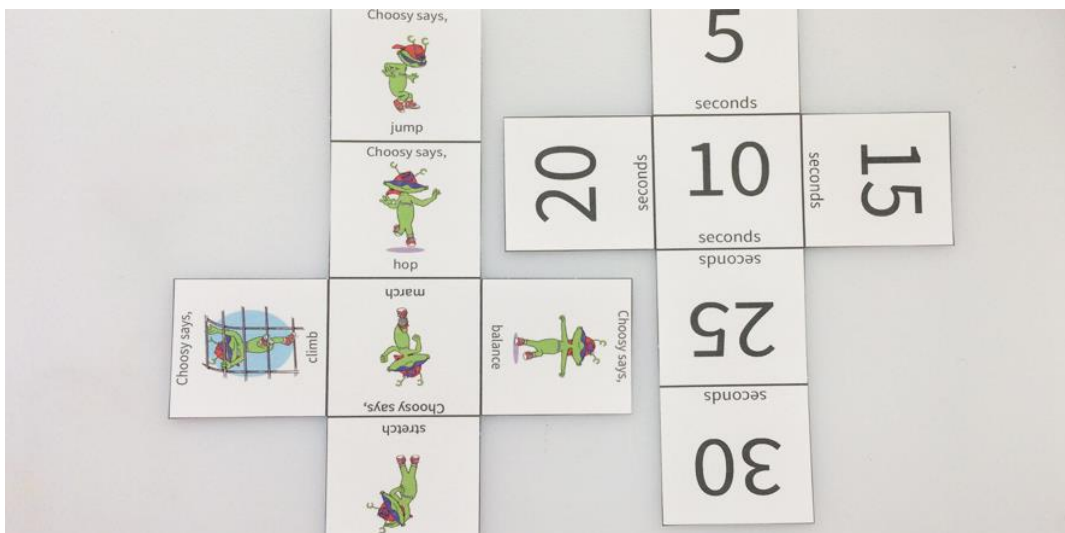 Choosy says,
jump
Choosy says,
hop
Choosy says,
climb
march
Choosy says,
balance
Choosy says,
stretch
5
seconds
20
seconds
10
seconds
15
seconds
25
seconds
30
seconds